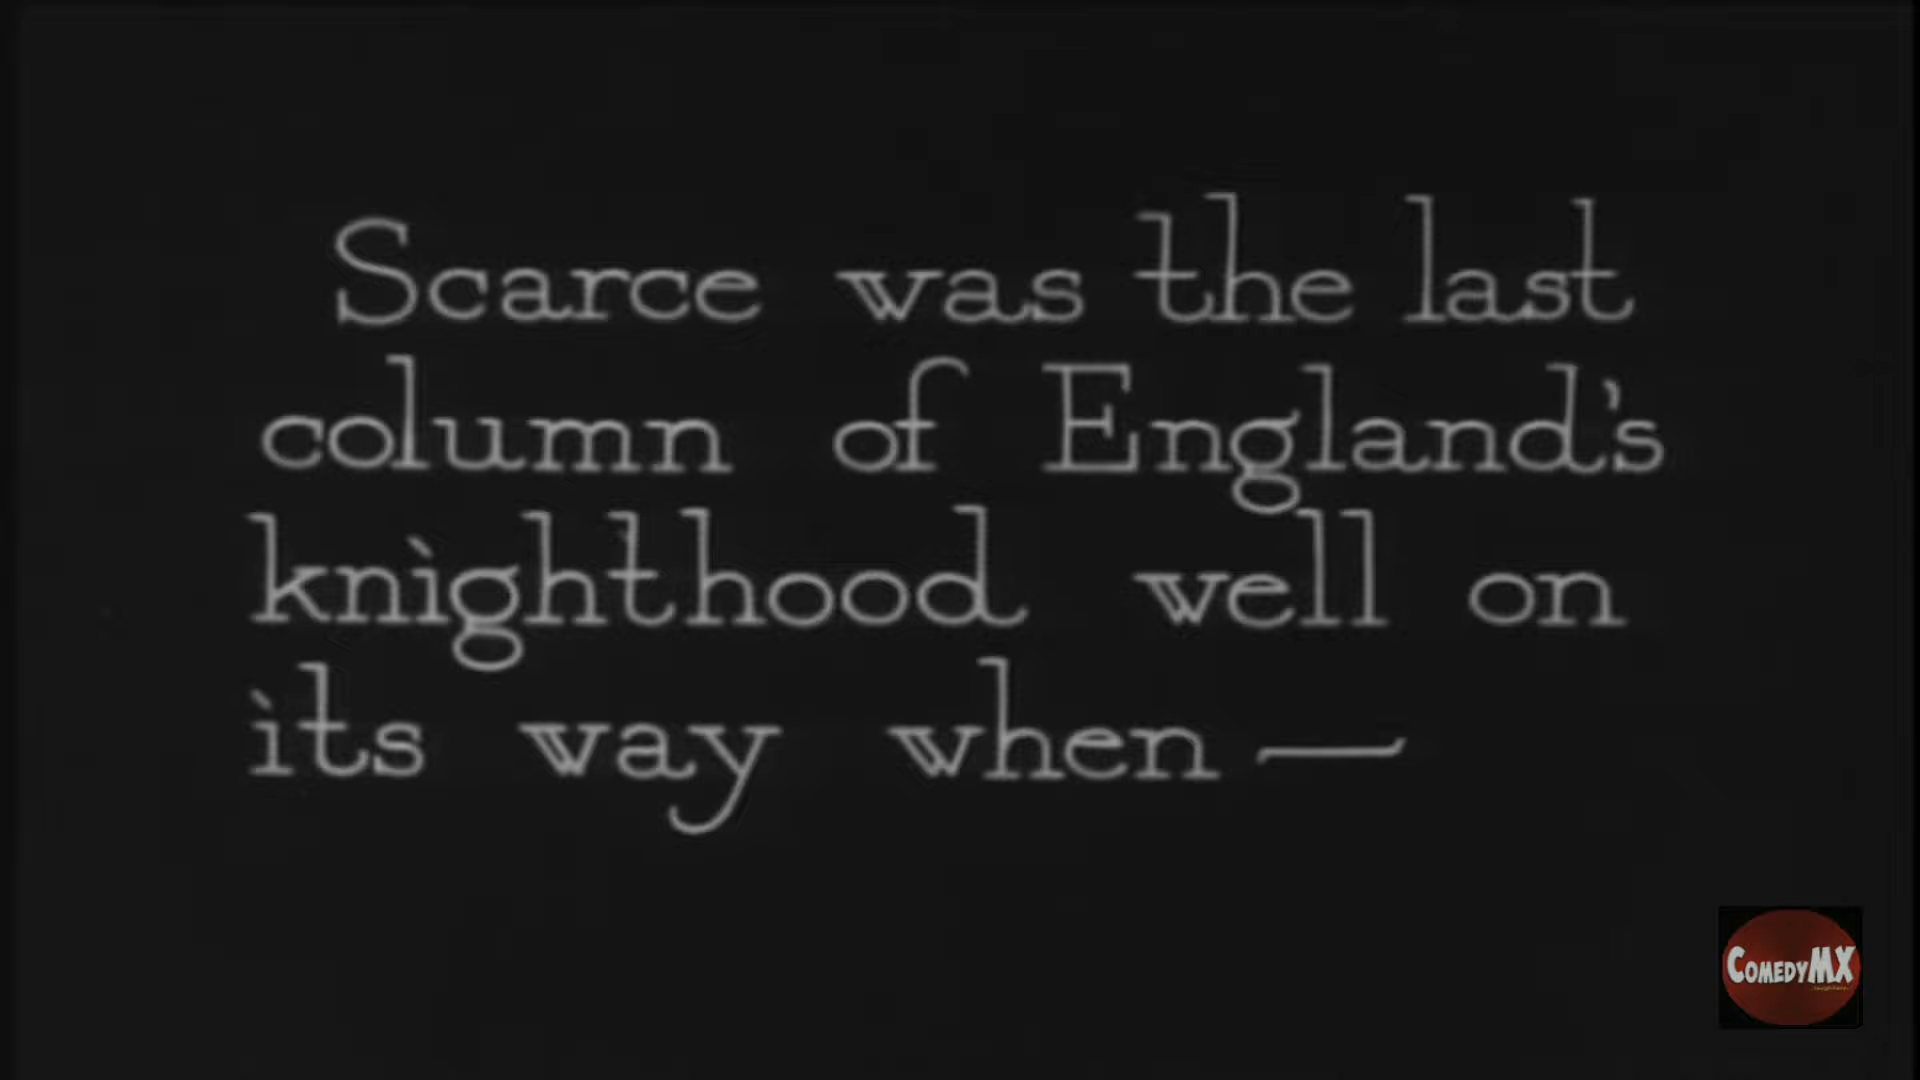 Scarce was the last
column of England's
knighthood well on
its way when —
COMEDYMX